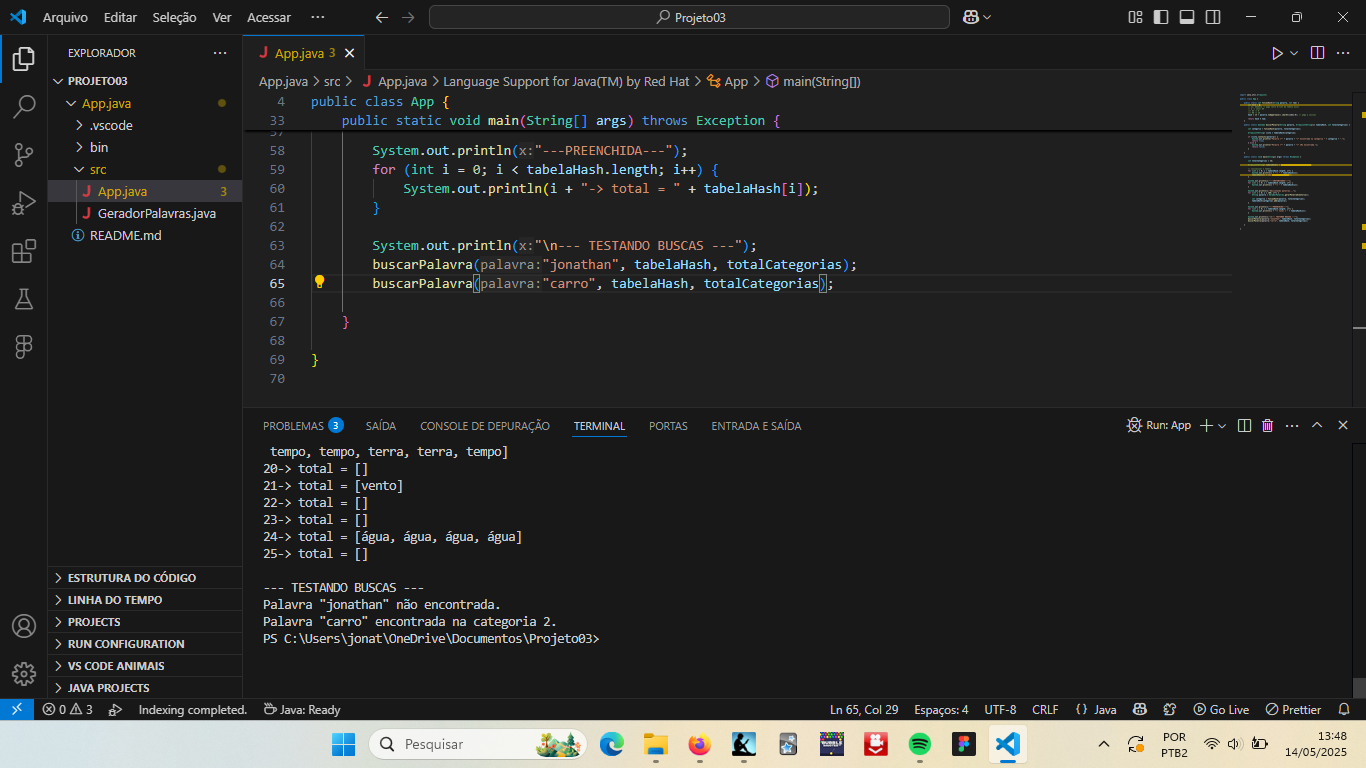 Arquivo Editar Seleção Ver Acessar ··· Projeto03
EXPLORADOR ···
PROJETO03
App.java
.vscode
bin
src
App.java 3
GeradorPalavras.java
README.md
ESTRUTURA DO CÓDIGO
LINHA DO TEMPO
PROJECTS
RUN CONFIGURATION
VS CODE ANIMAIS
JAVA PROJECTS
App.java 3
App.java > src > App.java > Language Support for Java(TM) by Red Hat > App > main(String[])
4 public class App {
33 public static void main(String[] args) throws Exception {
57
58 System.out.println(x:"---PREENCHIDA---");
59 for (int i = 0; i < tabelaHash.length; i++) {
60 System.out.println(i + "-> total = " + tabelaHash[i]);
61 }
62
63 System.out.println(x:"\n--- TESTANDO BUSCAS ---");
64 buscarPalavra(palavra:"jonathan", tabelaHash, totalCategorias);
65 buscarPalavra(palavra:"carro", tabelaHash, totalCategorias);
66
67 }
68
69 }
70
PROBLEMAS 3 SAÍDA CONSOLE DE DEPURAÇÃO TERMINAL PORTAS ENTRADA E SAÍDA Run: App
tempo, tempo, terra, terra, tempo]
20-> total = []
21-> total = [vento]
22-> total = []
23-> total = []
24-> total = [água, água, água, água]
25-> total = []
--- TESTANDO BUSCAS ---
Palavra "jonathan" não encontrada.
Palavra "carro" encontrada na categoria 2.
PS C:\Users\jonat\OneDrive\Documentos\Projeto03>
0 3 Indexing completed. Java: Ready Ln 65, Col 29 Espaços: 4 UTF-8 CRLF {} Java Go Live Prettier
Pesquisar
POR
PTB2
13:48
14/05/2025